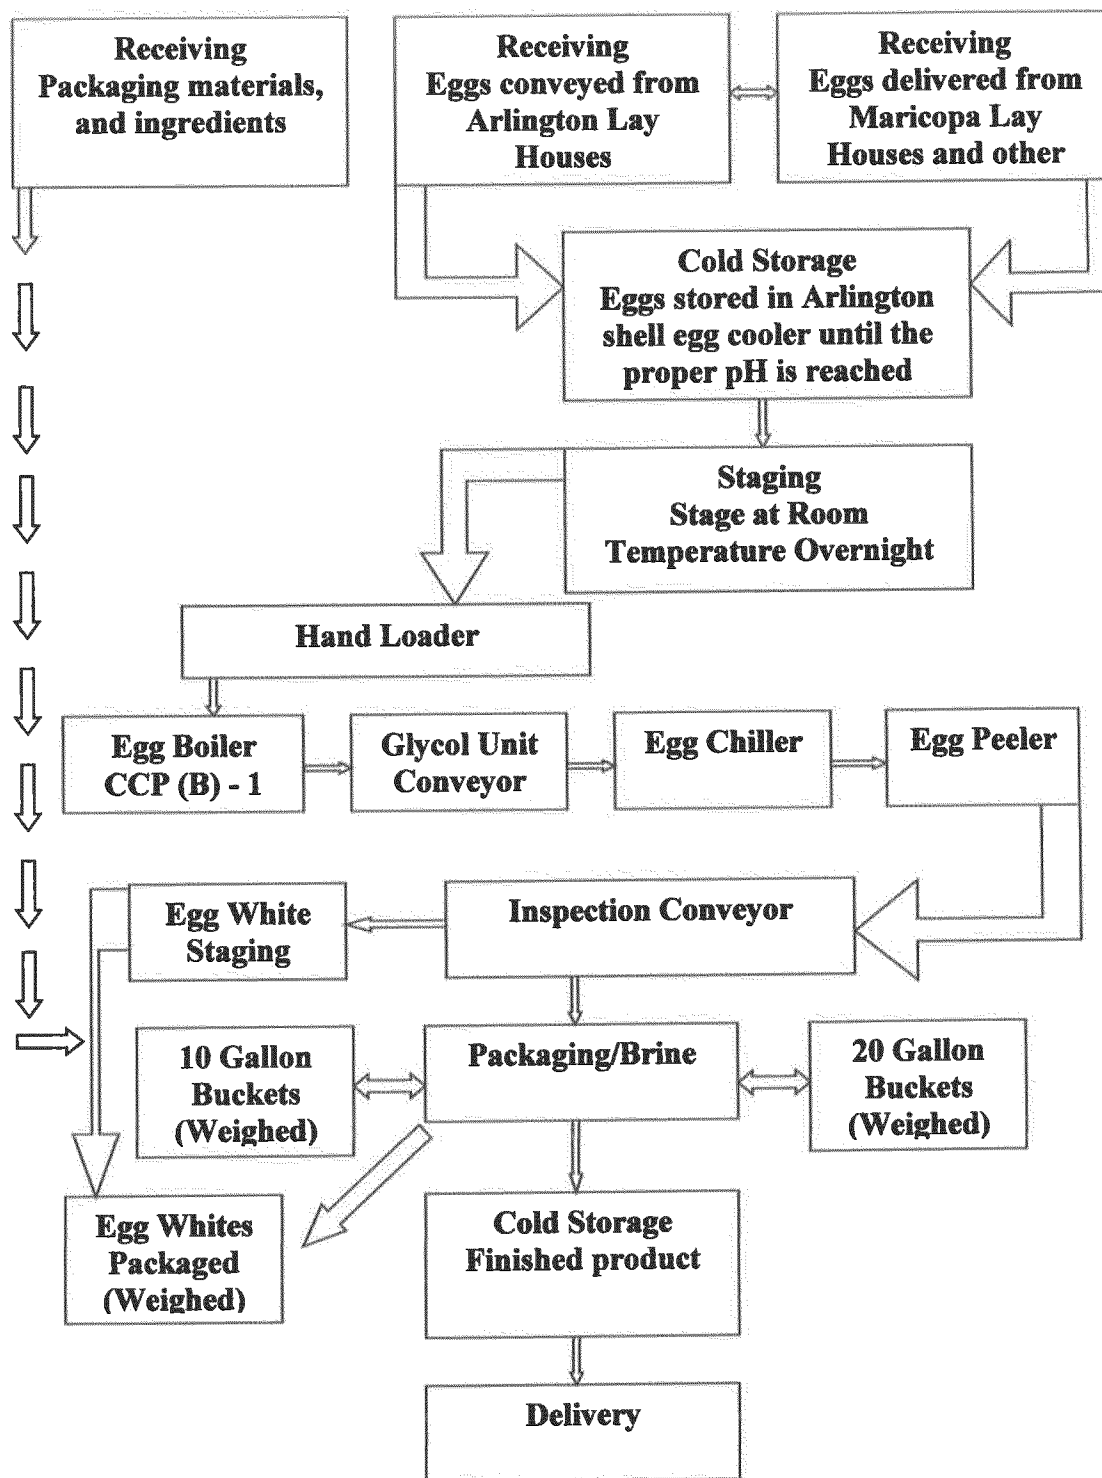 Receiving
Packaging materials,
and ingredients
Receiving
Eggs conveyed from
Arlington Lay
Houses
Receiving
Eggs delivered from
Maricopa Lay
Houses and other
Cold Storage
Eggs stored in Arlington
shell egg cooler until the
proper pH is reached
Staging
Stage at Room
Temperature Overnight
Hand Loader
Egg Boiler
CCP (B) - 1
Glycol Unit
Conveyor
Egg Chiller
Egg Peeler
Egg White
Staging
Inspection Conveyor
10 Gallon
Buckets
(Weighed)
Packaging/Brine
20 Gallon
Buckets
(Weighed)
Egg Whites
Packaged
(Weighed)
Cold Storage
Finished product
Delivery